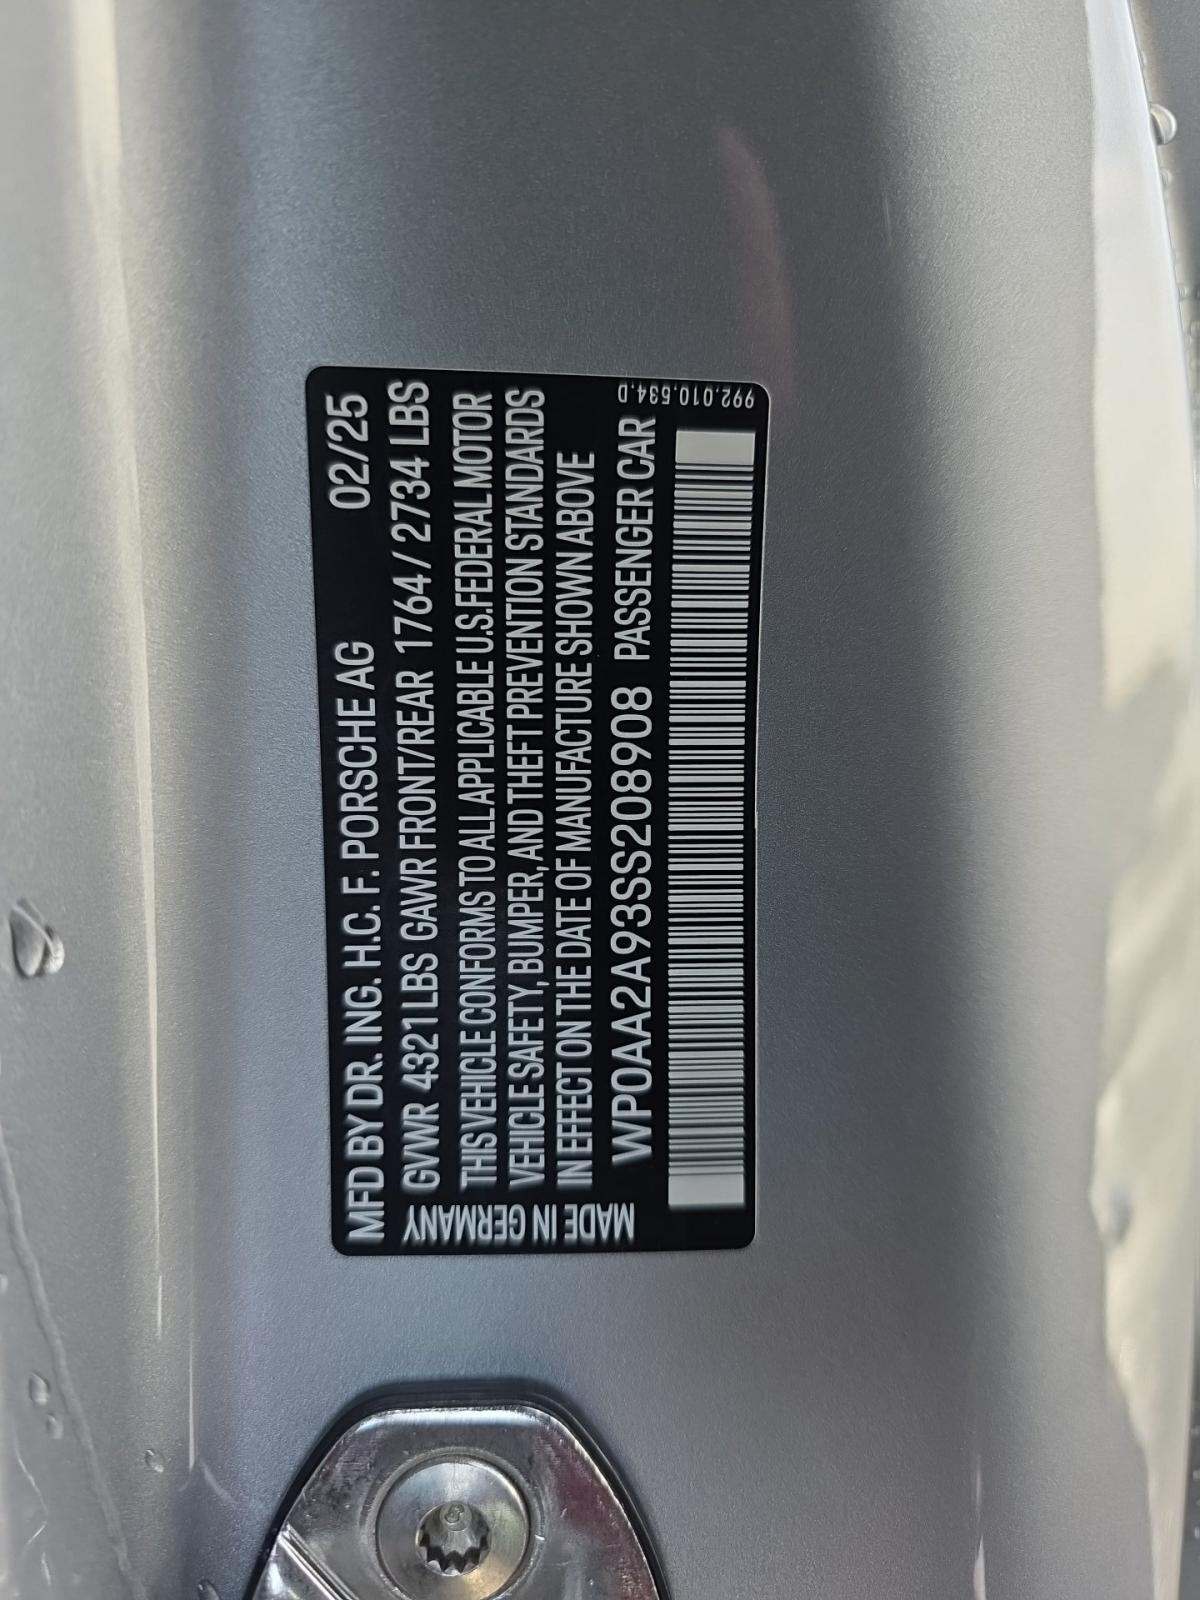 MFD BY DR. ING. H.C. F. PORSCHE AG 02/25
GVWR 4321LBS GAWR FRONT/REAR 1764/2734 LBS
THIS VEHICLE CONFORMS TO ALL APPLICABLE U.S.FEDERAL MOTOR
VEHICLE SAFETY, BUMPER, AND THEFT PREVENTION STANDARDS
IN EFFECT ON THE DATE OF MANUFACTURE SHOWN ABOVE
WP0AA2A93SS208908 PASSENGER CAR
MADE IN GERMANY
992.010.534.D